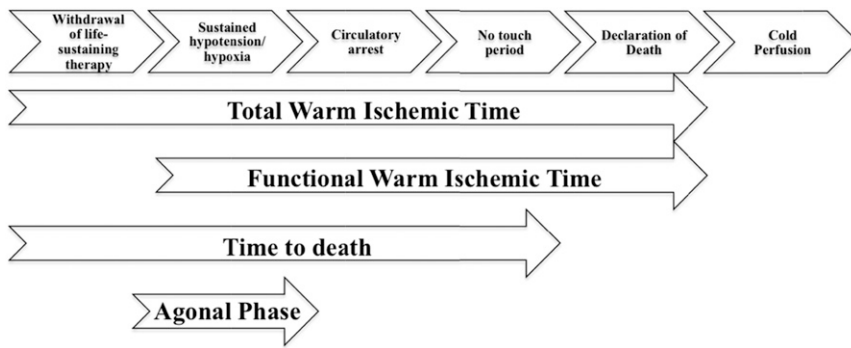 Withdrawal
of life-
sustaining
therapy
Sustained
hypotension/
hypoxia
Circulatory
arrest
No touch
period
Declaration of
Death
Cold
Perfusion
Total Warm Ischemic Time
Functional Warm Ischemic Time
Time to death
Agonal Phase